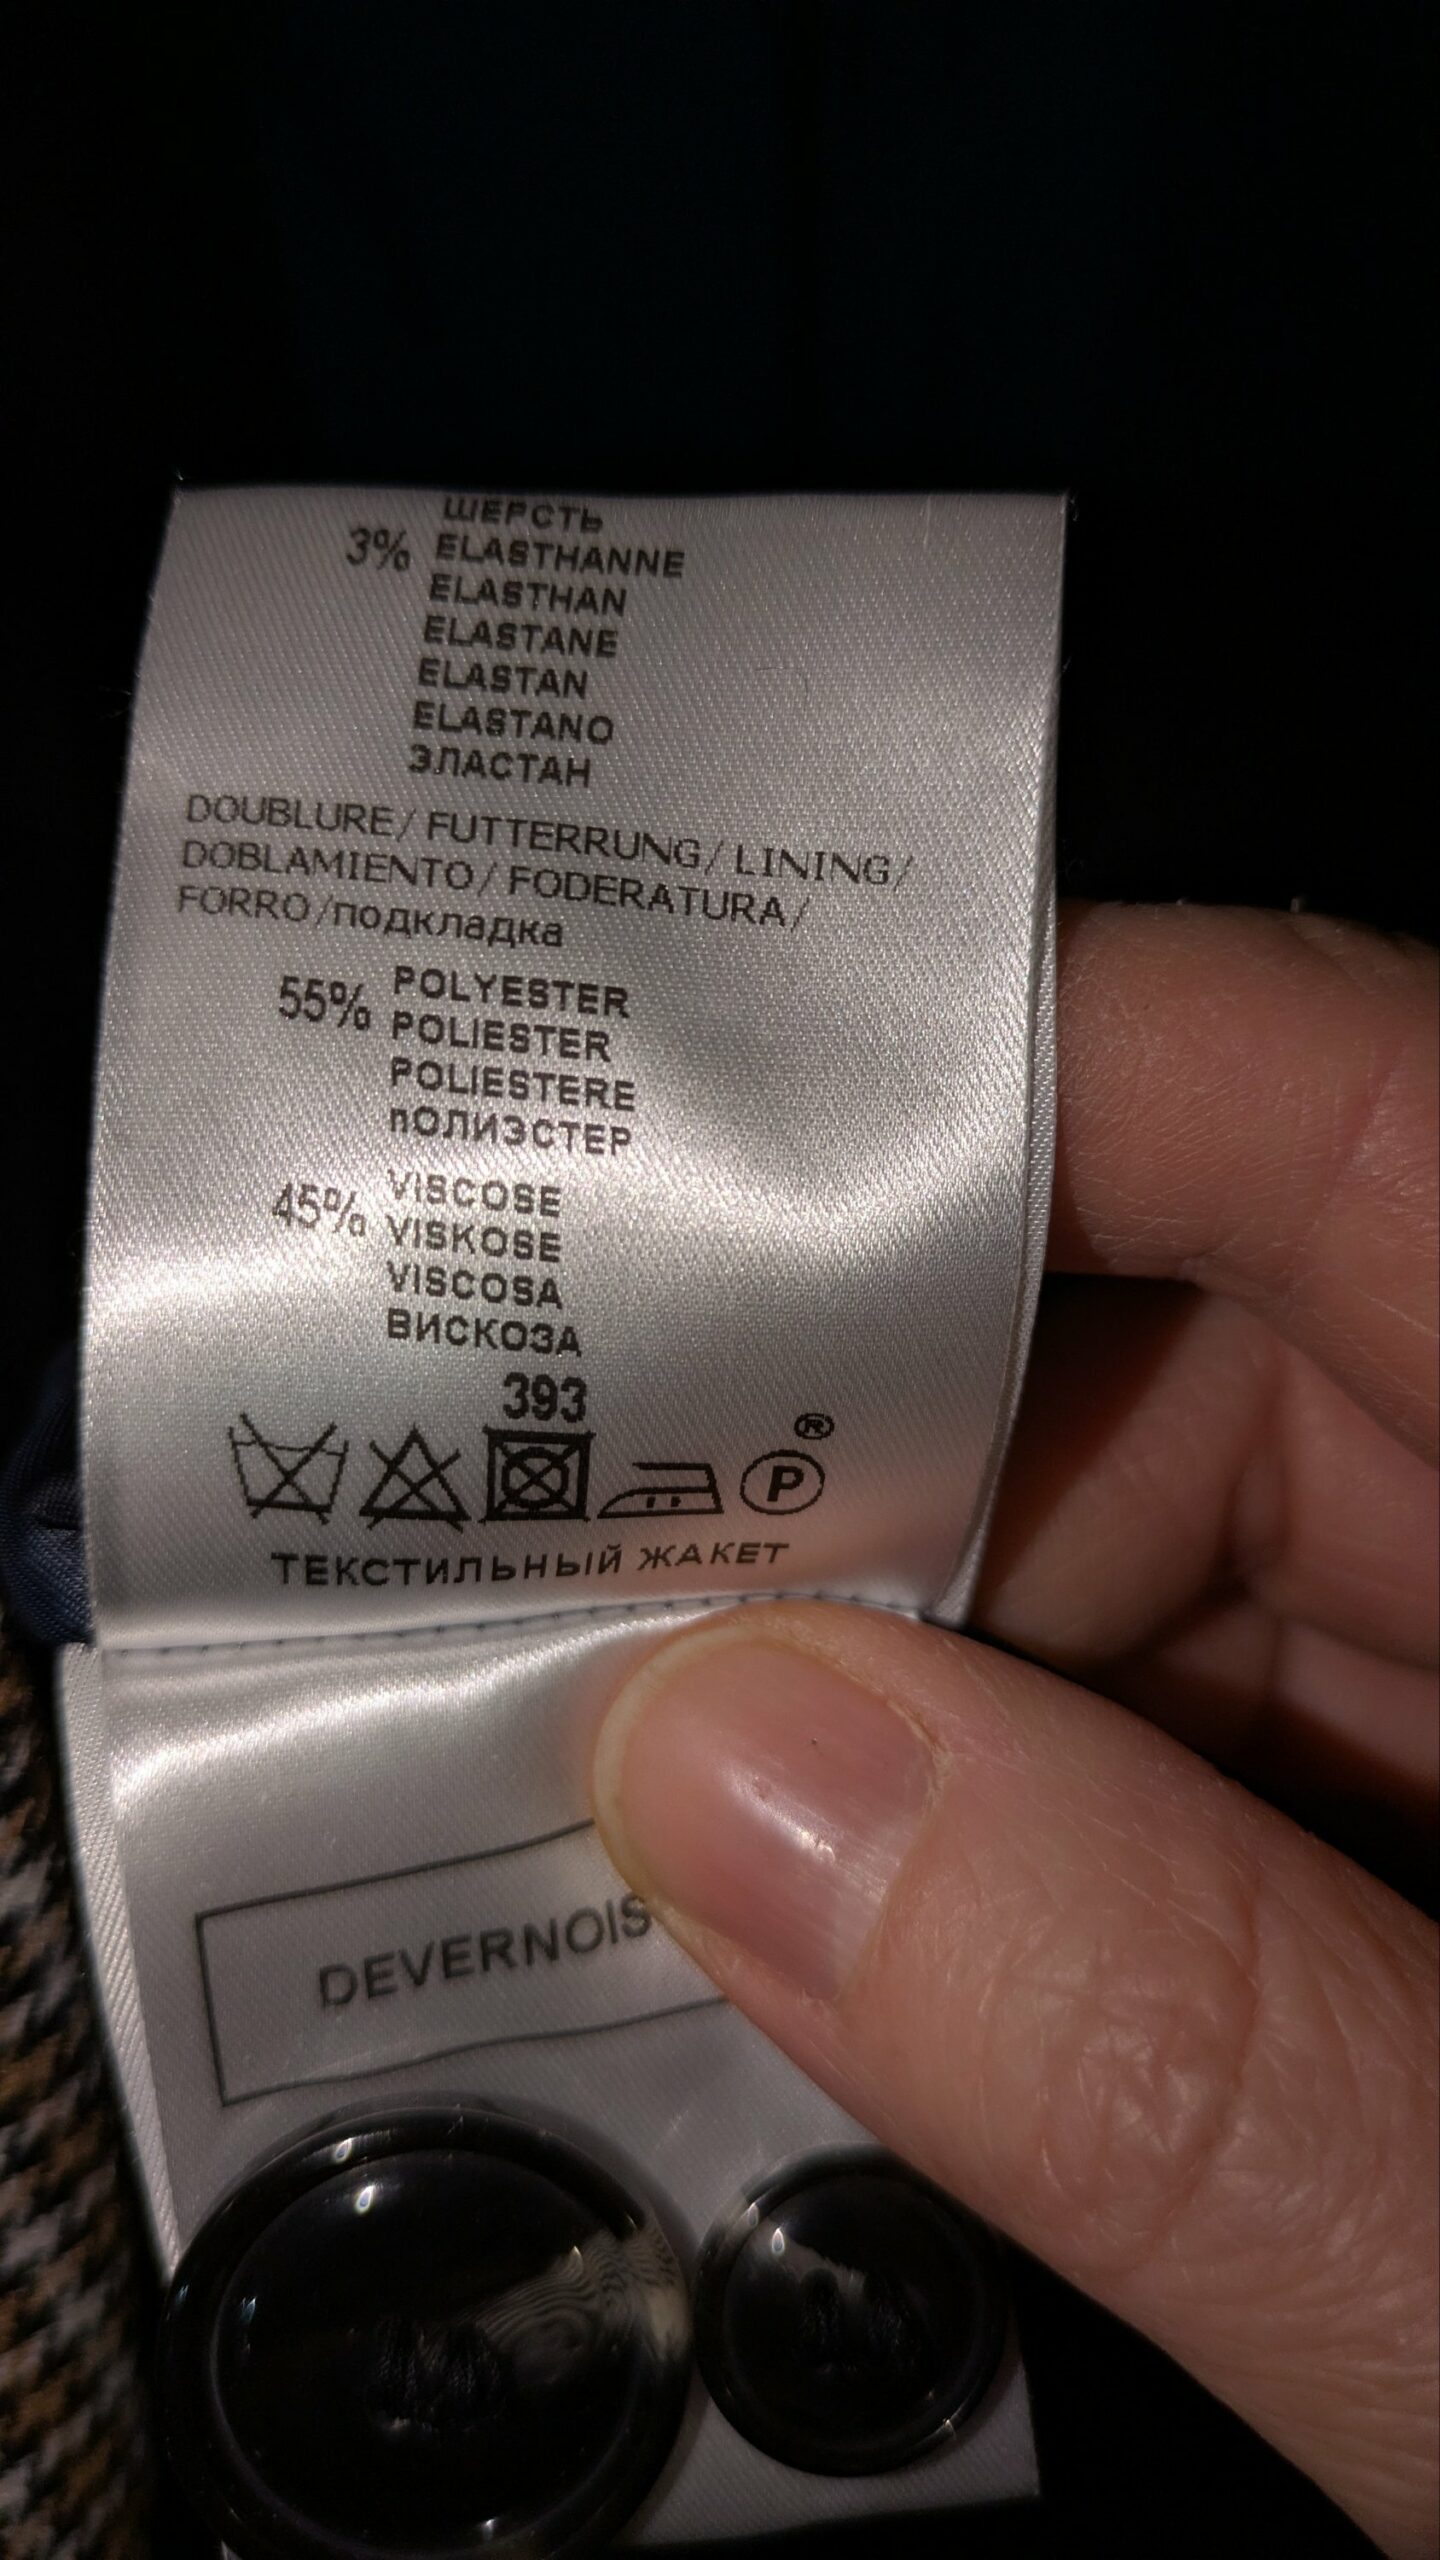 ШЕРСТЬ
3% ELASTHANNE
ELASTHAN
ELASTANE
ELASTAN
ELASTANO
ЭЛАСТАН
DOUBLURE/ FUTTERRUNG/ LINING/
DOBLAMIENTO/ FODERATURA/
FORRO/подкладка
55% POLYESTER
POLIESTER
POLIESTERE
пОЛИЭСТЕР
45% VISCOSE
VISKOSE
VISCOSA
ВИСКОЗА
393
P ®
ТЕКСТИЛЬНЫЙ ЖАКЕТ
DEVERNOIS